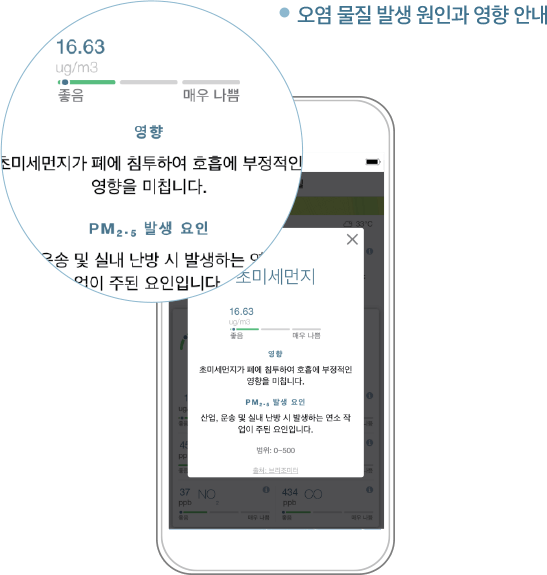 오염 물질 발생 원인과 영향 안내
16.63
ug/m3
좋음 매우 나쁨
영향
초미세먼지가 폐에 침투하여 호흡에 부정적인
영향을 미칩니다.
PM₂.₅ 발생 요인
운송 및 실내 난방 시 발생하는 연
업이 주된 요인입니다.
33°C
초미세먼지
16.63
ug/m3
좋음 매우 나쁨
영향
초미세먼지가 폐에 침투하여 호흡에 부정적인
영향을 미칩니다.
PM₂.₅ 발생 요인
산업, 운송 및 실내 난방 시 발생하는 연소 작
업이 주된 요인입니다.
범위: 0~500
출처: 브리조미터
37 NO 434 CO
ppb ppb
좋음 매우 나쁨 좋음 매우 나쁨